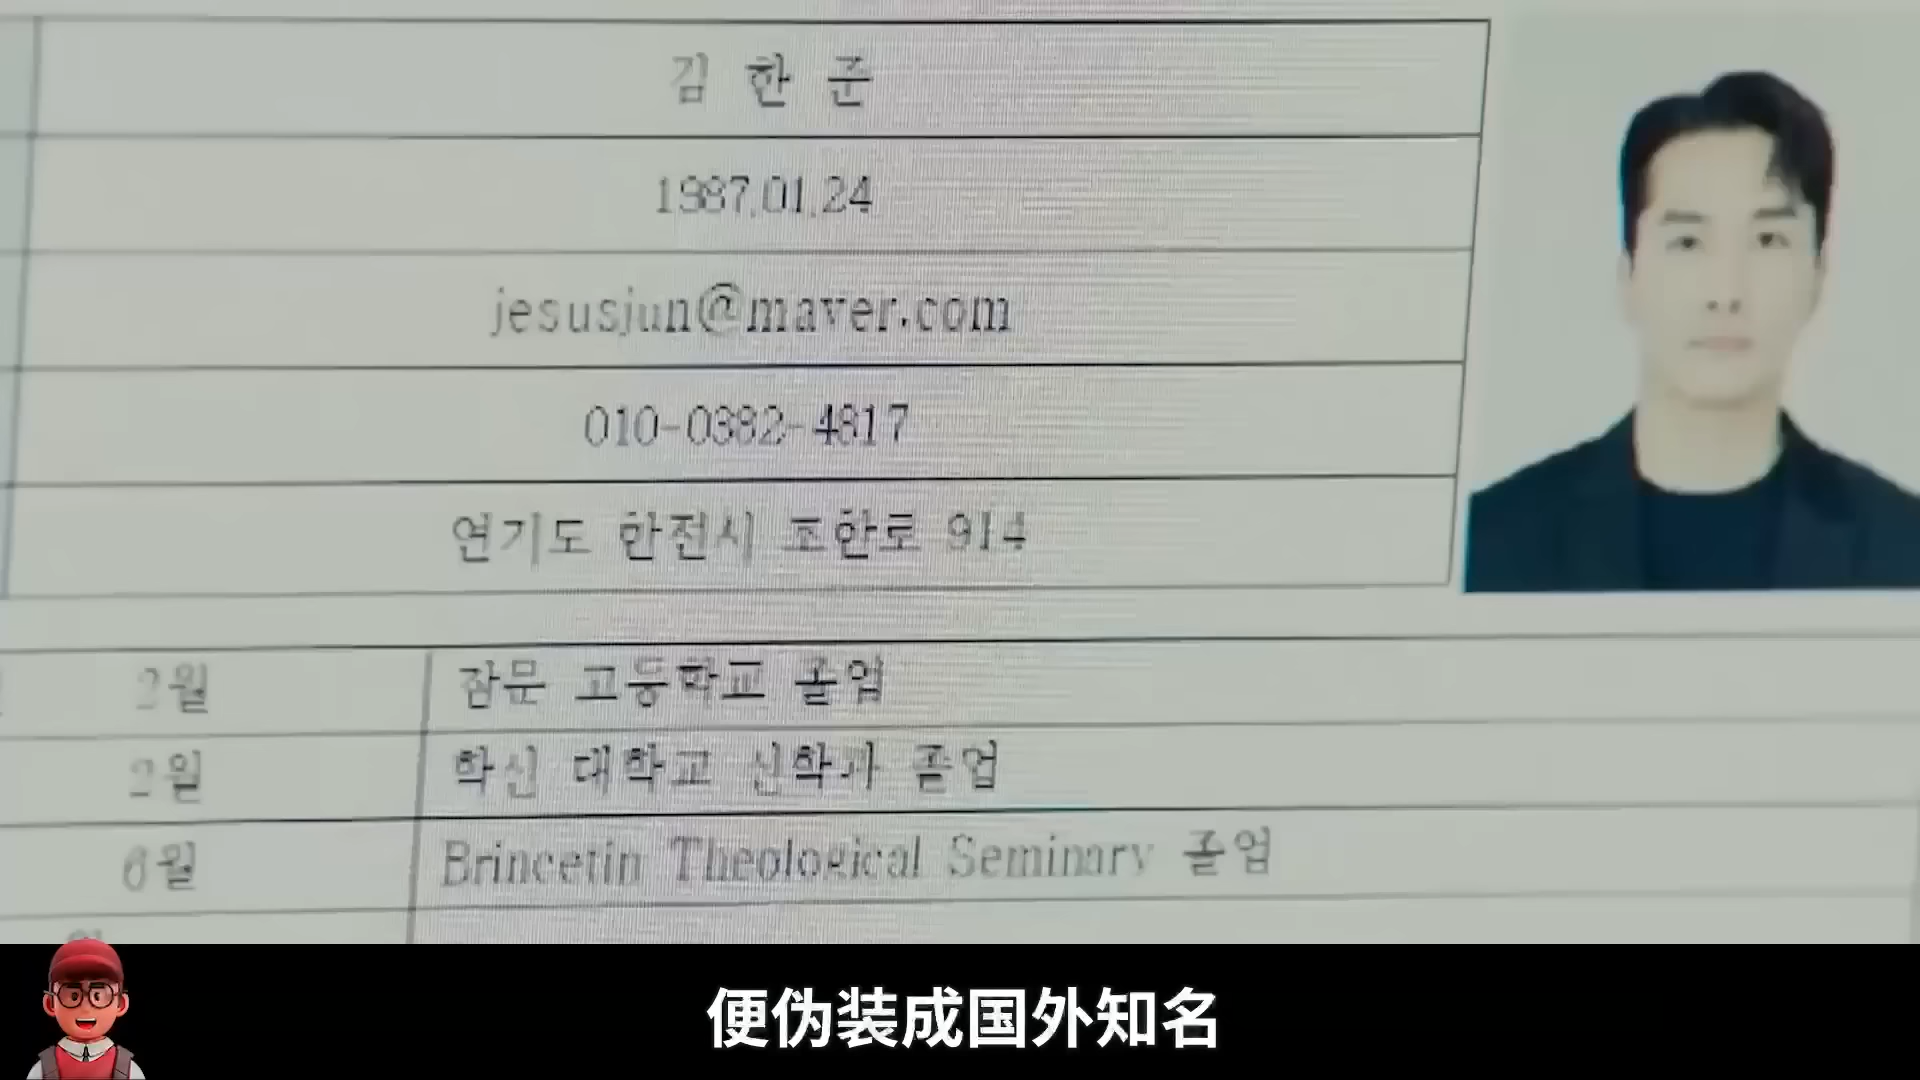 김 한 준
1987.01.24
jesusjun@maver.com
010-0382-4817
연기도 한전시 조한로 914
2월 잠문 고등학교 졸업
2월 학신 대학교 신학과 졸업
6월 Brincetin Theological Seminary 졸업
便伪装成国外知名